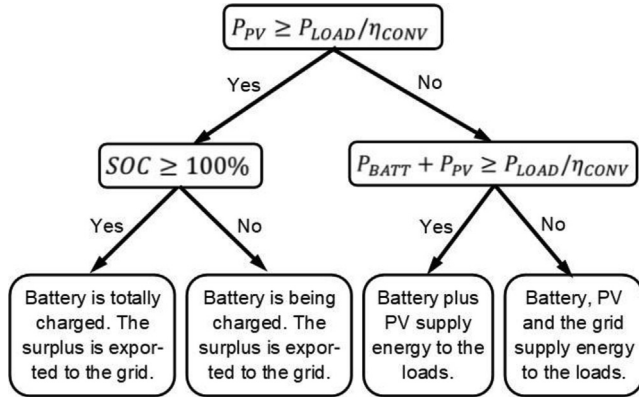 P_PV ≥ P_LOAD/η_CONV
Yes
No
SOC ≥ 100%
P_BATT + P_PV ≥ P_LOAD/η_CONV
Yes
No
Yes
No
Battery is totally
charged. The
surplus is expor-
ted to the grid.
Battery is being
charged. The
surplus is expor-
ted to the grid.
Battery plus
PV supply
energy to the
loads.
Battery, PV
and the grid
supply energy
to the loads.